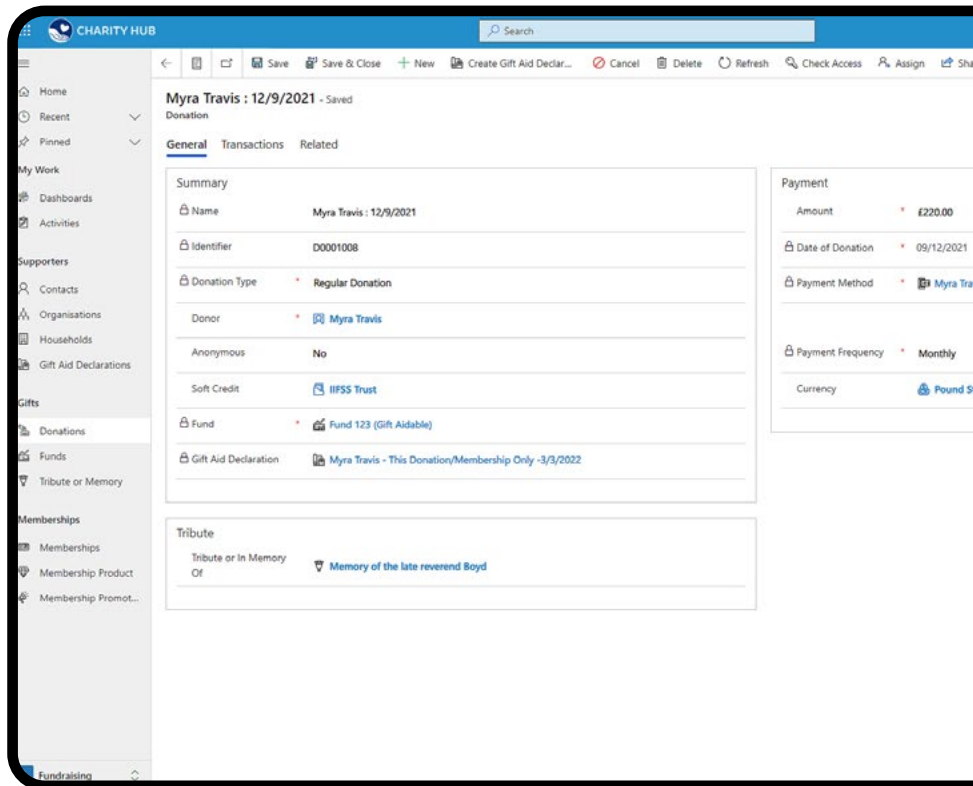 CHARITY HUB
Search
Save
Save & Close
New
Create Gift Aid Declar...
Cancel
Delete
Refresh
Check Access
Assign
Sha
Home
Recent
Pinned
My Work
Dashboards
Activities
Supporters
Contacts
Organisations
Households
Gift Aid Declarations
Gifts
Donations
Funds
Tribute or Memory
Memberships
Memberships
Membership Product
Membership Promot...
Fundraising
Myra Travis : 12/9/2021 - Saved
Donation
General Transactions Related
Summary
Name Myra Travis : 12/9/2021
Identifier D0001008
Donation Type * Regular Donation
Donor * Myra Travis
Anonymous No
Soft Credit IIFSS Trust
Fund * Fund 123 (Gift Aidable)
Gift Aid Declaration Myra Travis - This Donation/Membership Only -3/3/2022
Tribute
Tribute or In Memory
Of
Memory of the late reverend Boyd
Payment
Amount * £220.00
Date of Donation * 09/12/2021
Payment Method * Myra Tra
Payment Frequency * Monthly
Currency Pound S